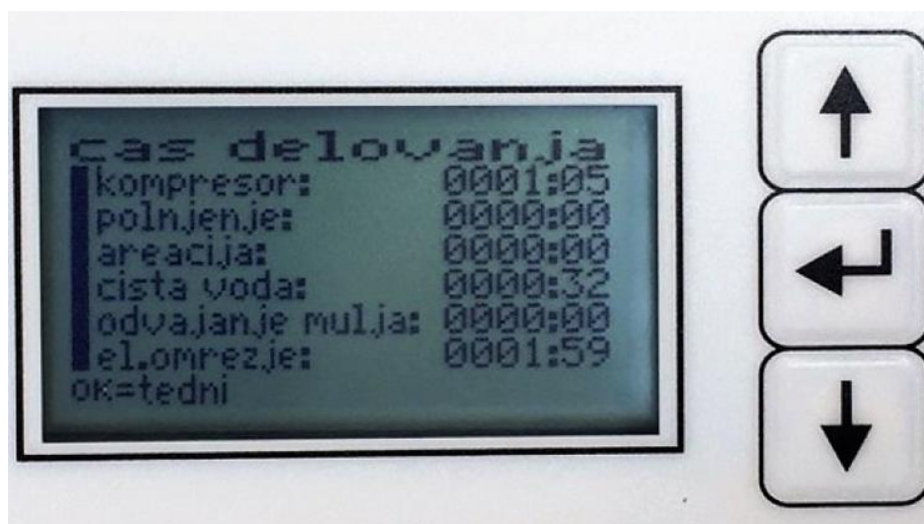 cas delovanja
kompresor: 0001:05
polnjenje: 0000:00
areacija: 0000:00
cista voda: 0000:32
odvajanje mulja: 0000:00
el.omrezje: 0001:59
OK=tedni